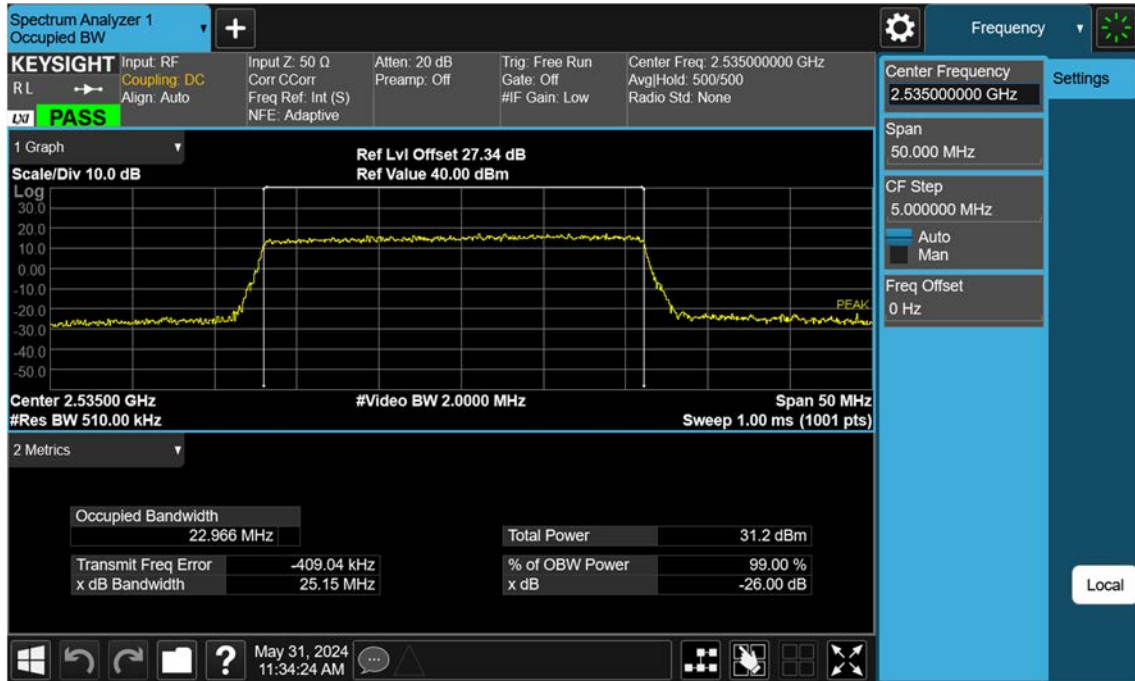 Spectrum Analyzer 1
Occupied BW
Frequency
KEYSIGHT
R L
LXI
PASS
Input: RF
Coupling: DC
Align: Auto
Input Z: 50 Ω
Corr CCorr
Freq Ref: Int (S)
NFE: Adaptive
Atten: 20 dB
Preamp: Off
Trig: Free Run
Gate: Off
#IF Gain: Low
Center Freq: 2.535000000 GHz
Avg|Hold: 500/500
Radio Std: None
Center Frequency
2.535000000 GHz
Settings
Span
50.000 MHz
CF Step
5.000000 MHz
Auto
Man
Freq Offset
0 Hz
Local
1 Graph
Scale/Div 10.0 dB
Ref Lvl Offset 27.34 dB
Ref Value 40.00 dBm
Log
30.0
20.0
10.0
0.00
-10.0
-20.0
-30.0
-40.0
-50.0
PEAK
Center 2.53500 GHz
#Video BW 2.0000 MHz
Span 50 MHz
#Res BW 510.00 kHz
Sweep 1.00 ms (1001 pts)
2 Metrics
Occupied Bandwidth
22.966 MHz
Total Power 31.2 dBm
Transmit Freq Error -409.04 kHz
% of OBW Power 99.00 %
x dB Bandwidth 25.15 MHz
x dB -26.00 dB
?
May 31, 2024
11:34:24 AM